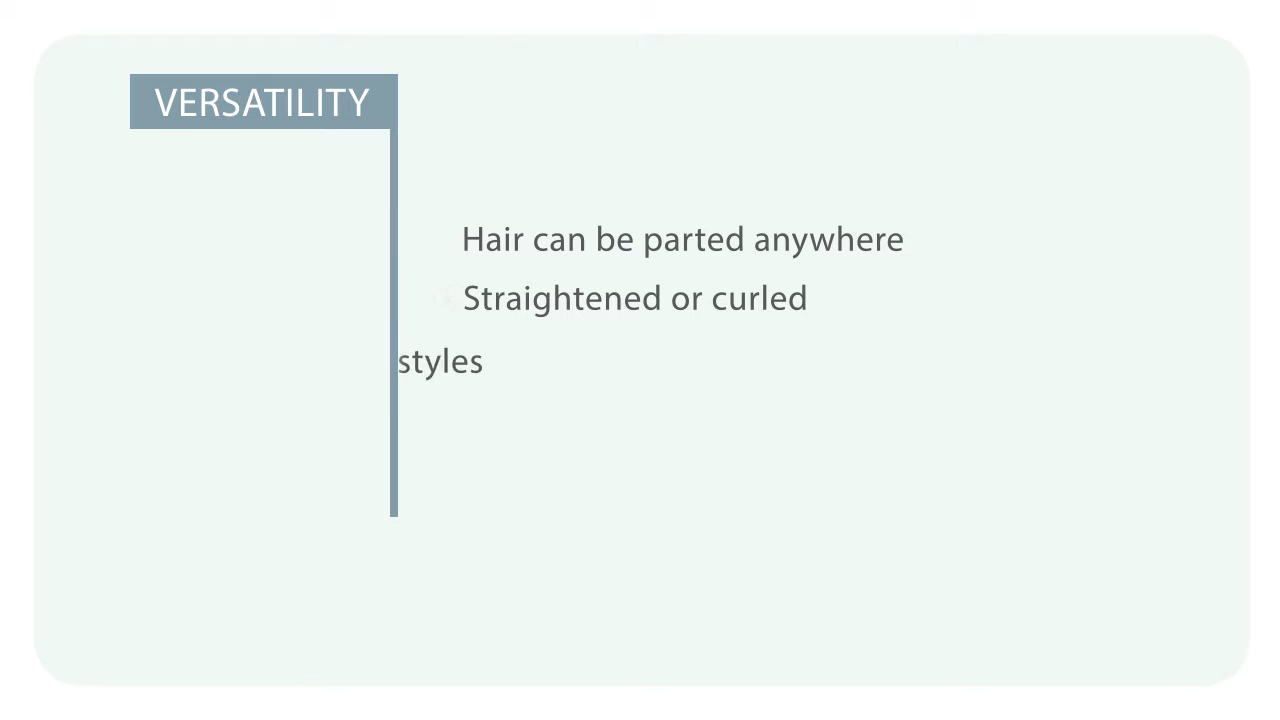 VERSATILITY
Hair can be parted anywhere
Straightened or curled
styles